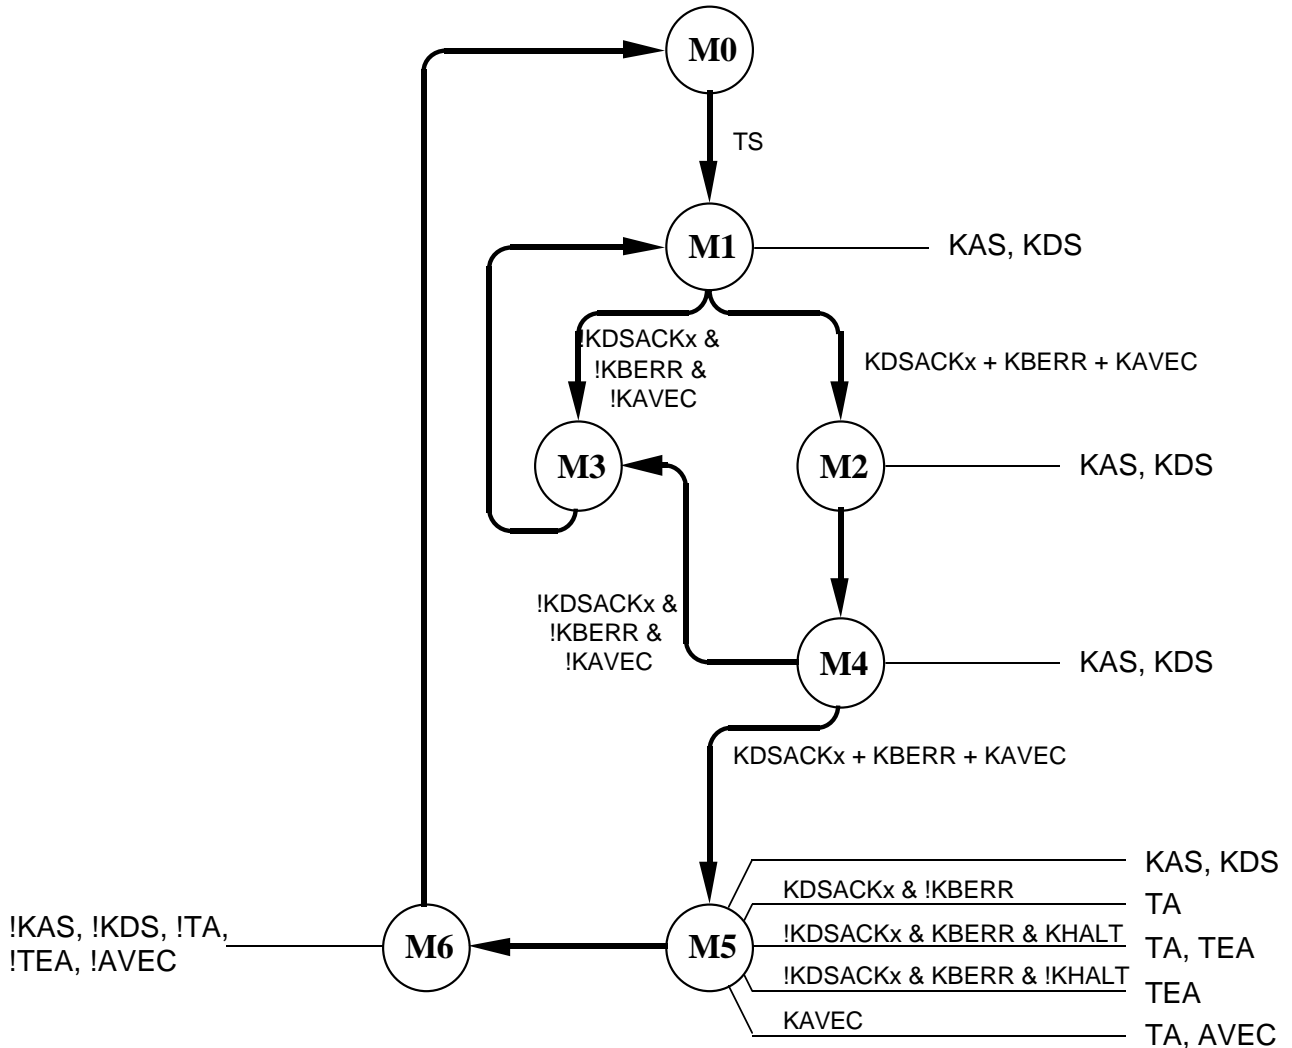 M0
TS
M1
KAS, KDS
!KDSACKx &
!KBERR &
!KAVEC
KDSACKx + KBERR + KAVEC
M3
M2
KAS, KDS
!KDSACKx &
!KBERR &
!KAVEC
M4
KAS, KDS
KDSACKx + KBERR + KAVEC
KAS, KDS
KDSACKx & !KBERR
TA
!KAS, !KDS, !TA,
!TEA, !AVEC
M6
M5
!KDSACKx & KBERR & KHALT
TA, TEA
!KDSACKx & KBERR & !KHALT
TEA
KAVEC
TA, AVEC